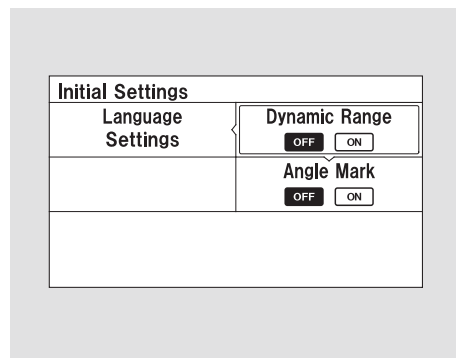 Initial Settings
Language
Settings
Dynamic Range
OFF ON
Angle Mark
OFF ON